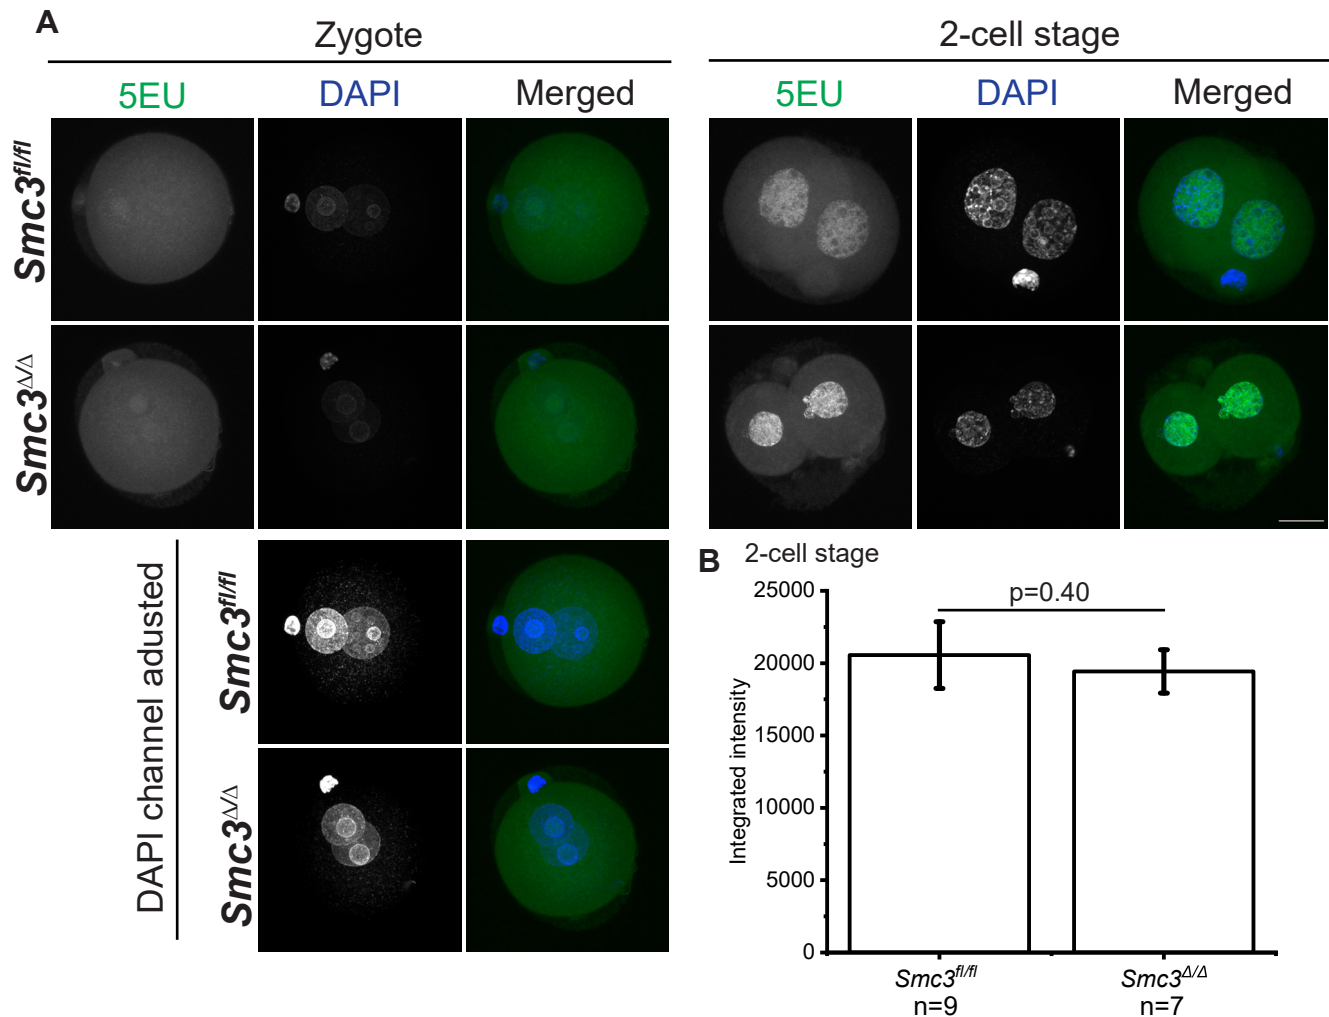 A
Zygote
2-cell stage
5EU
DAPI
Merged
5EU
DAPI
Merged
Smc3fl/fl
Smc3Δ/Δ
DAPI channel adusted
Smc3fl/fl
Smc3Δ/Δ
B
2-cell stage
p=0.40
Integrated intensity
25000
20000
15000
10000
5000
0
Smc3fl/fl
Smc3Δ/Δ
n=9
n=7